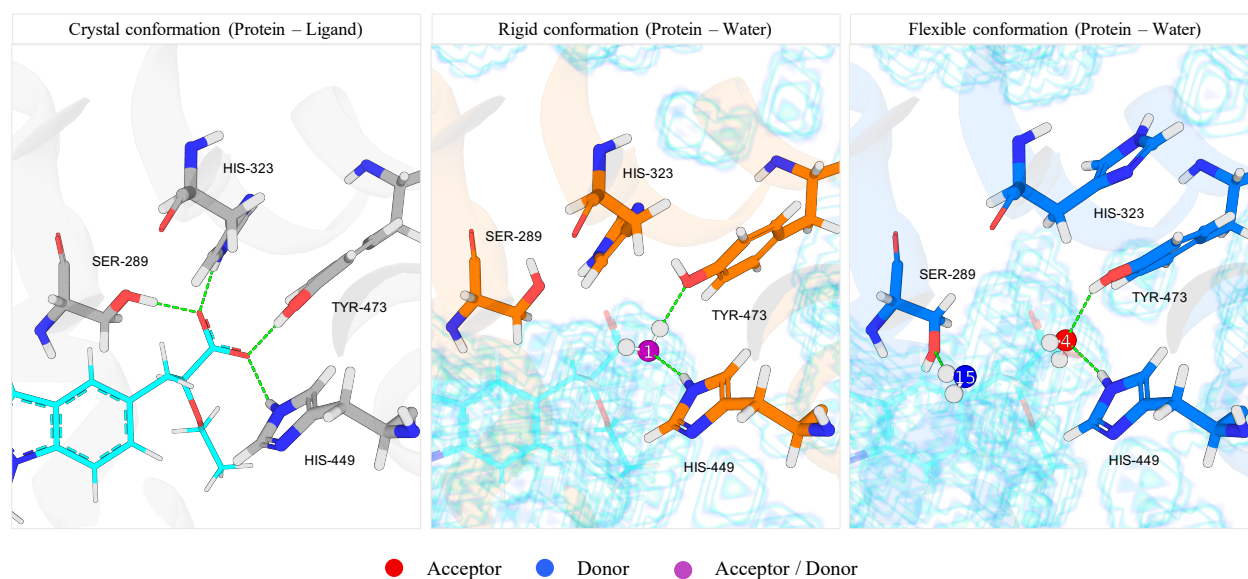 Crystal conformation (Protein – Ligand)
Rigid conformation (Protein – Water)
Flexible conformation (Protein – Water)
HIS-323
SER-289
TYR-473
HIS-449
HIS-323
SER-289
TYR-473
1
HIS-449
HIS-323
SER-289
TYR-473
4
15
HIS-449
Acceptor
Donor
Acceptor / Donor